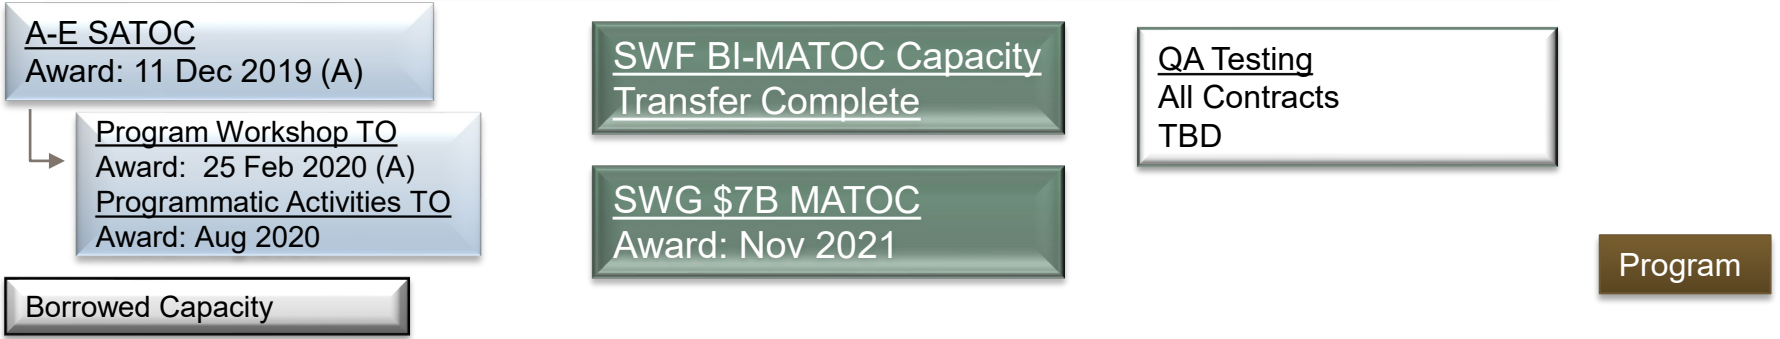 A-E SATOC
Award: 11 Dec 2019 (A)
Program Workshop TO
Award:  25 Feb 2020 (A)
Programmatic Activities TO
Award: Aug 2020
Borrowed Capacity
SWF BI-MATOC Capacity
Transfer Complete
SWG $7B MATOC
Award: Nov 2021
QA Testing
All Contracts
TBD
Program